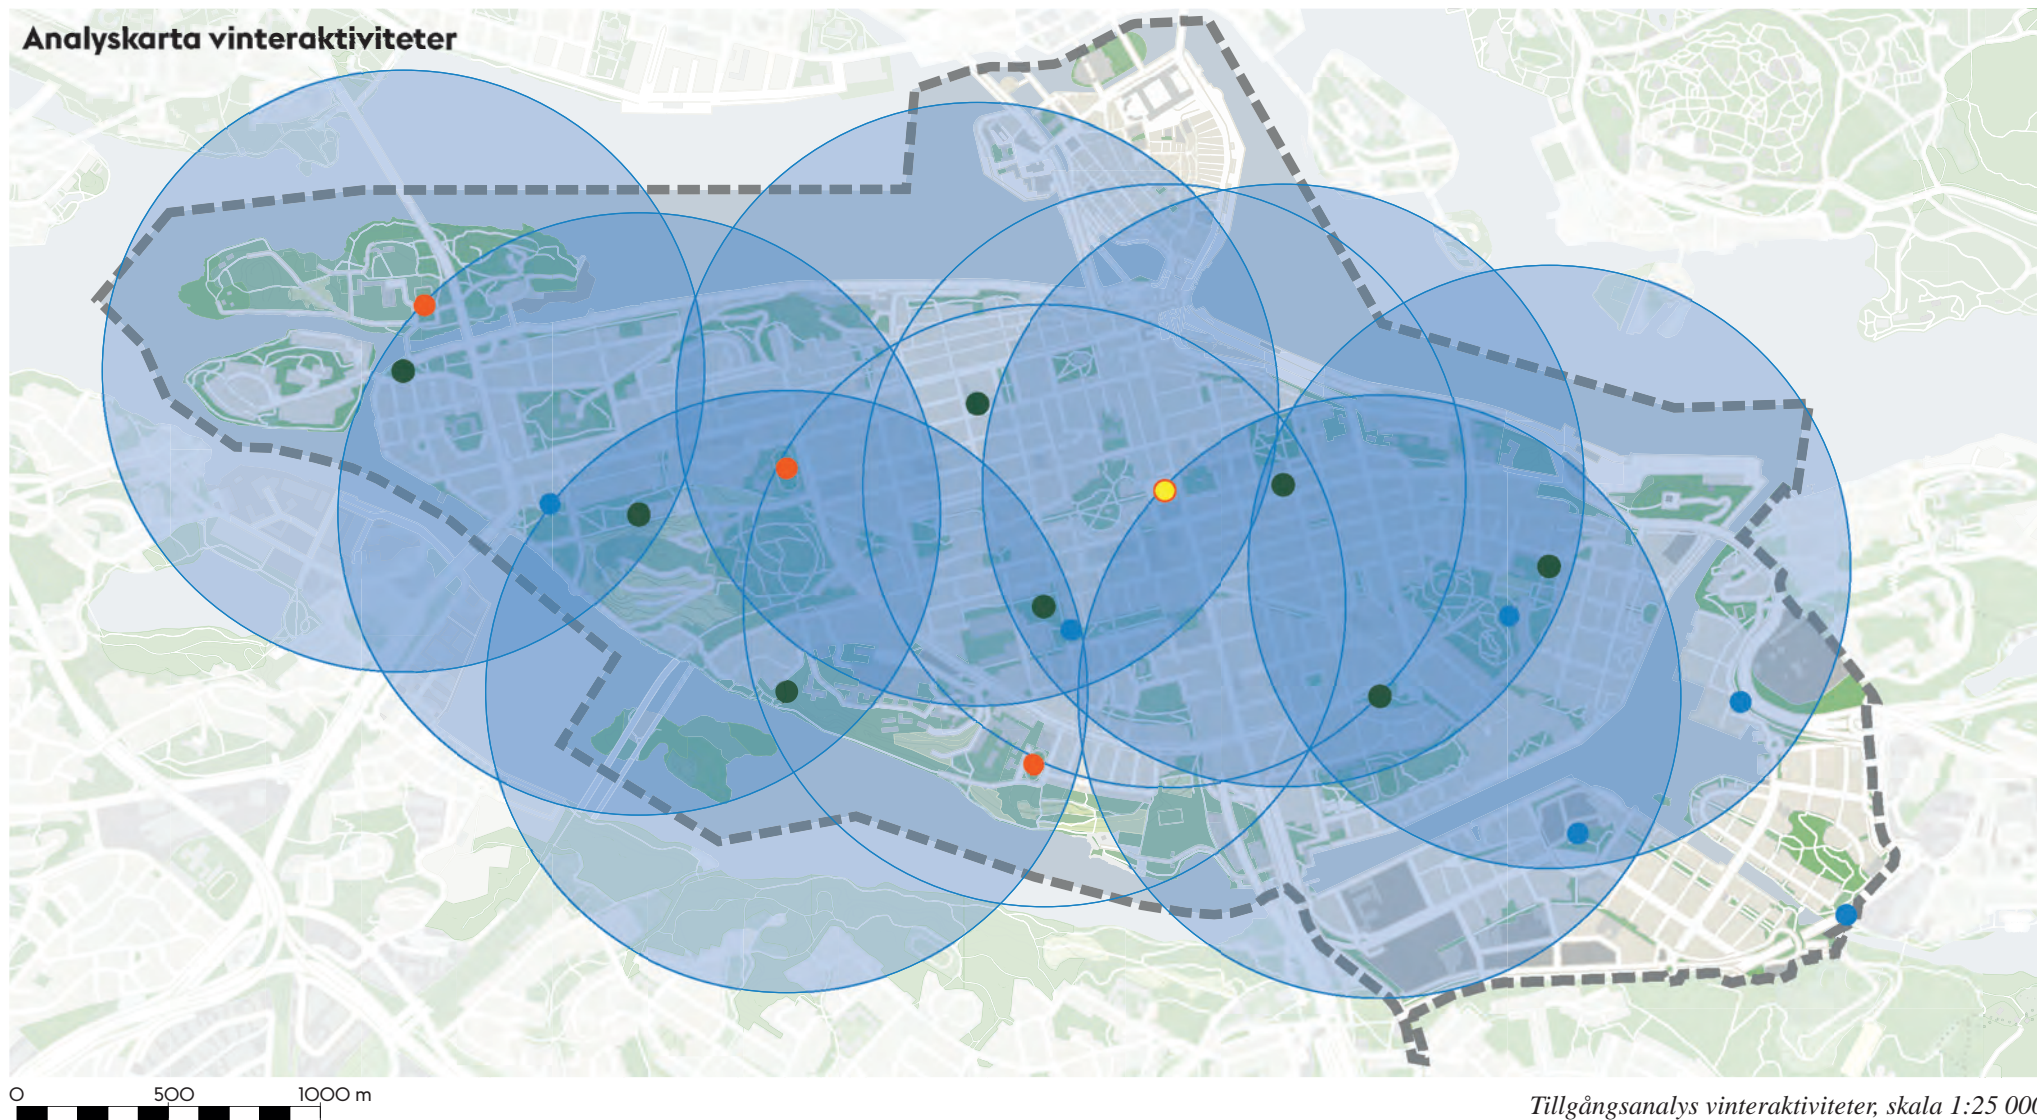 Analyskarta vinteraktiviteter
0 500 1000 m
Tillgångsanalys vinteraktiviteter, skala 1:25 000